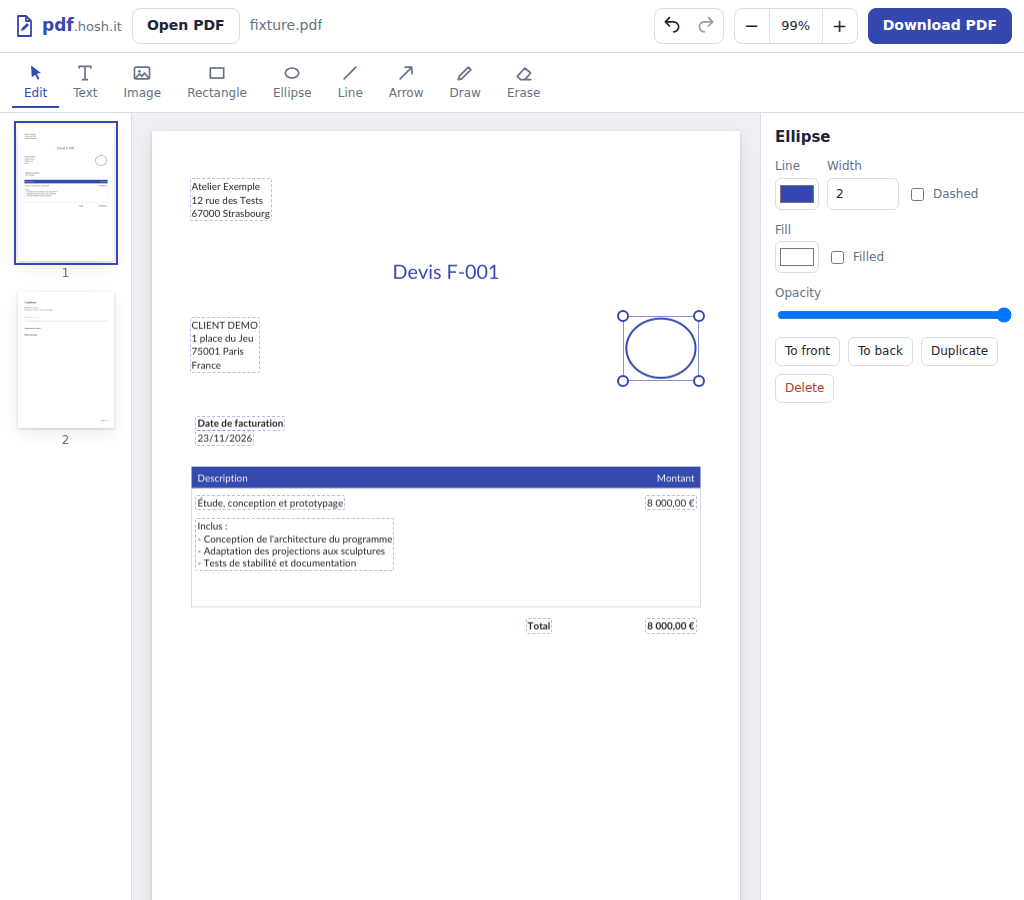 pdf.hosh.it
Open PDF
fixture.pdf
99%
Download PDF
Edit
Text
Image
Rectangle
Ellipse
Line
Arrow
Draw
Erase
1
2
Atelier Exemple
12 rue des Tests
67000 Strasbourg
Devis F-001
CLIENT DEMO
1 place du Jeu
75001 Paris
France
Date de facturation
23/11/2026
Description Montant
Étude, conception et prototypage 8 000,00 €
Inclus :
- Conception de l'architecture du programme
- Adaptation des projections aux sculptures
- Tests de stabilité et documentation
Total 8 000,00 €
Ellipse
Line Width
2 Dashed
Fill
Filled
Opacity
To front
To back
Duplicate
Delete